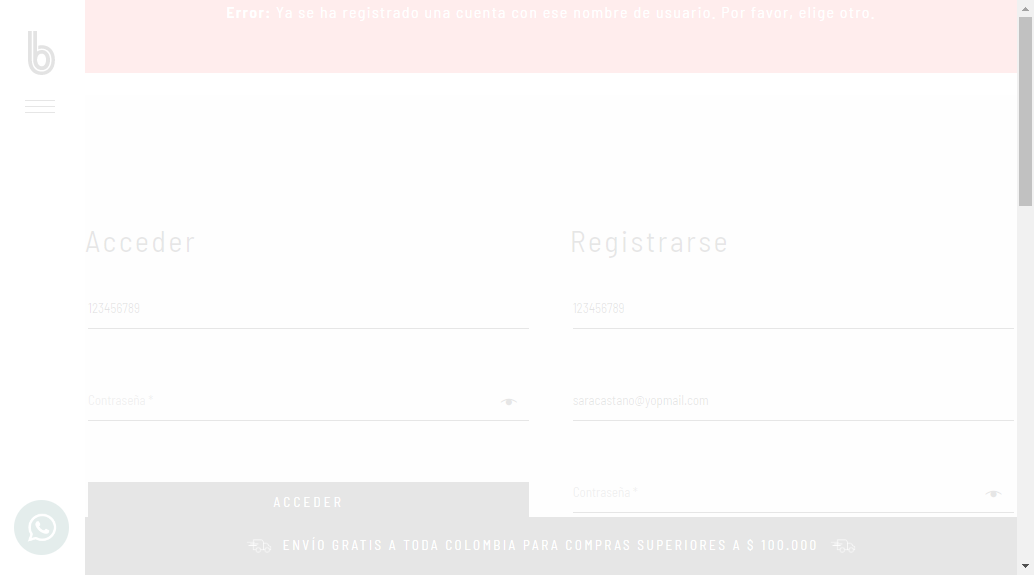 Error: Ya se ha registrado una cuenta con ese nombre de usuario. Por favor, elige otro.
b
Acceder
Registrarse
123456789
123456789
Contraseña *
saracastano@yopmail.com
ACCEDER
Contraseña *
ENVÍO GRATIS A TODA COLOMBIA PARA COMPRAS SUPERIORES A $ 100.000